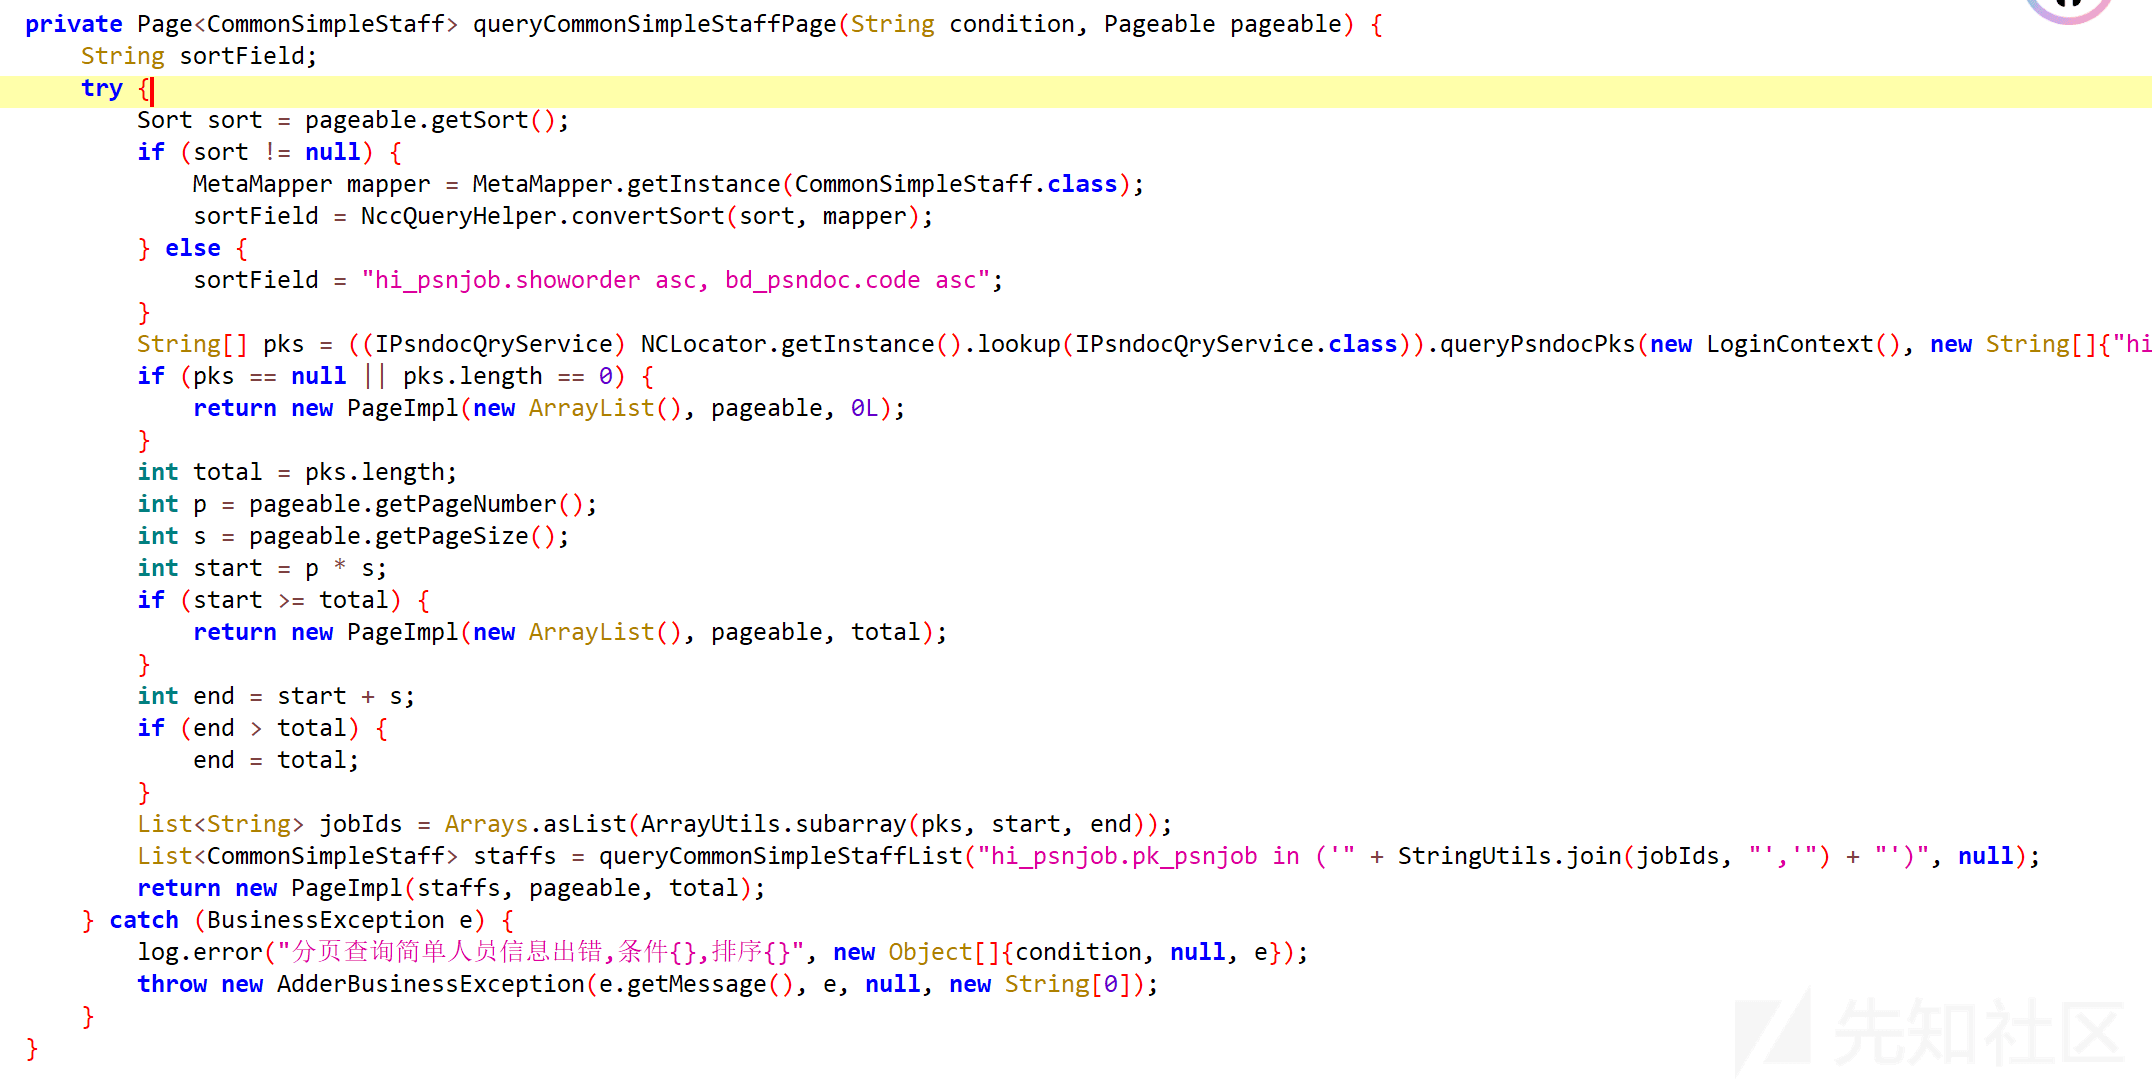 private Page<CommonSimpleStaff> queryCommonSimpleStaffPage(String condition, Pageable pageable) {
    String sortField;
    try {
        Sort sort = pageable.getSort();
        if (sort != null) {
            MetaMapper mapper = MetaMapper.getInstance(CommonSimpleStaff.class);
            sortField = NccQueryHelper.convertSort(sort, mapper);
        } else {
            sortField = "hi_psnjob.showorder asc, bd_psndoc.code asc";
        }
        String[] pks = ((IPsndocQryService) NCLocator.getInstance().lookup(IPsndocQryService.class)).queryPsndocPks(new LoginContext(), new String[]{"hi
        if (pks == null || pks.length == 0) {
            return new PageImpl(new ArrayList(), pageable, 0L);
        }
        int total = pks.length;
        int p = pageable.getPageNumber();
        int s = pageable.getPageSize();
        int start = p * s;
        if (start >= total) {
            return new PageImpl(new ArrayList(), pageable, total);
        }
        int end = start + s;
        if (end > total) {
            end = total;
        }
        List<String> jobIds = Arrays.asList(ArrayUtils.subarray(pks, start, end));
        List<CommonSimpleStaff> staffs = queryCommonSimpleStaffList("hi_psnjob.pk_psnjob in ('" + StringUtils.join(jobIds, "','") + "')", null);
        return new PageImpl(staffs, pageable, total);
    } catch (BusinessException e) {
        log.error("分页查询简单人员信息出错,条件{},排序{}", new Object[]{condition, null, e});
        throw new AdderBusinessException(e.getMessage(), e, null, new String[0]);
    }
}
先知社区